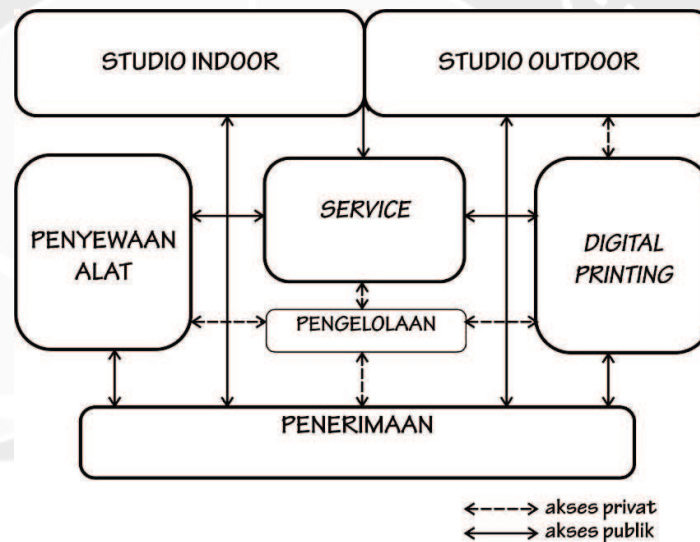 STUDIO INDOOR
STUDIO OUTDOOR
PENYEWAAN
ALAT
SERVICE
DIGITAL
PRINTING
PENGELOLAAN
PENERIMAAN
akses privat
akses publik